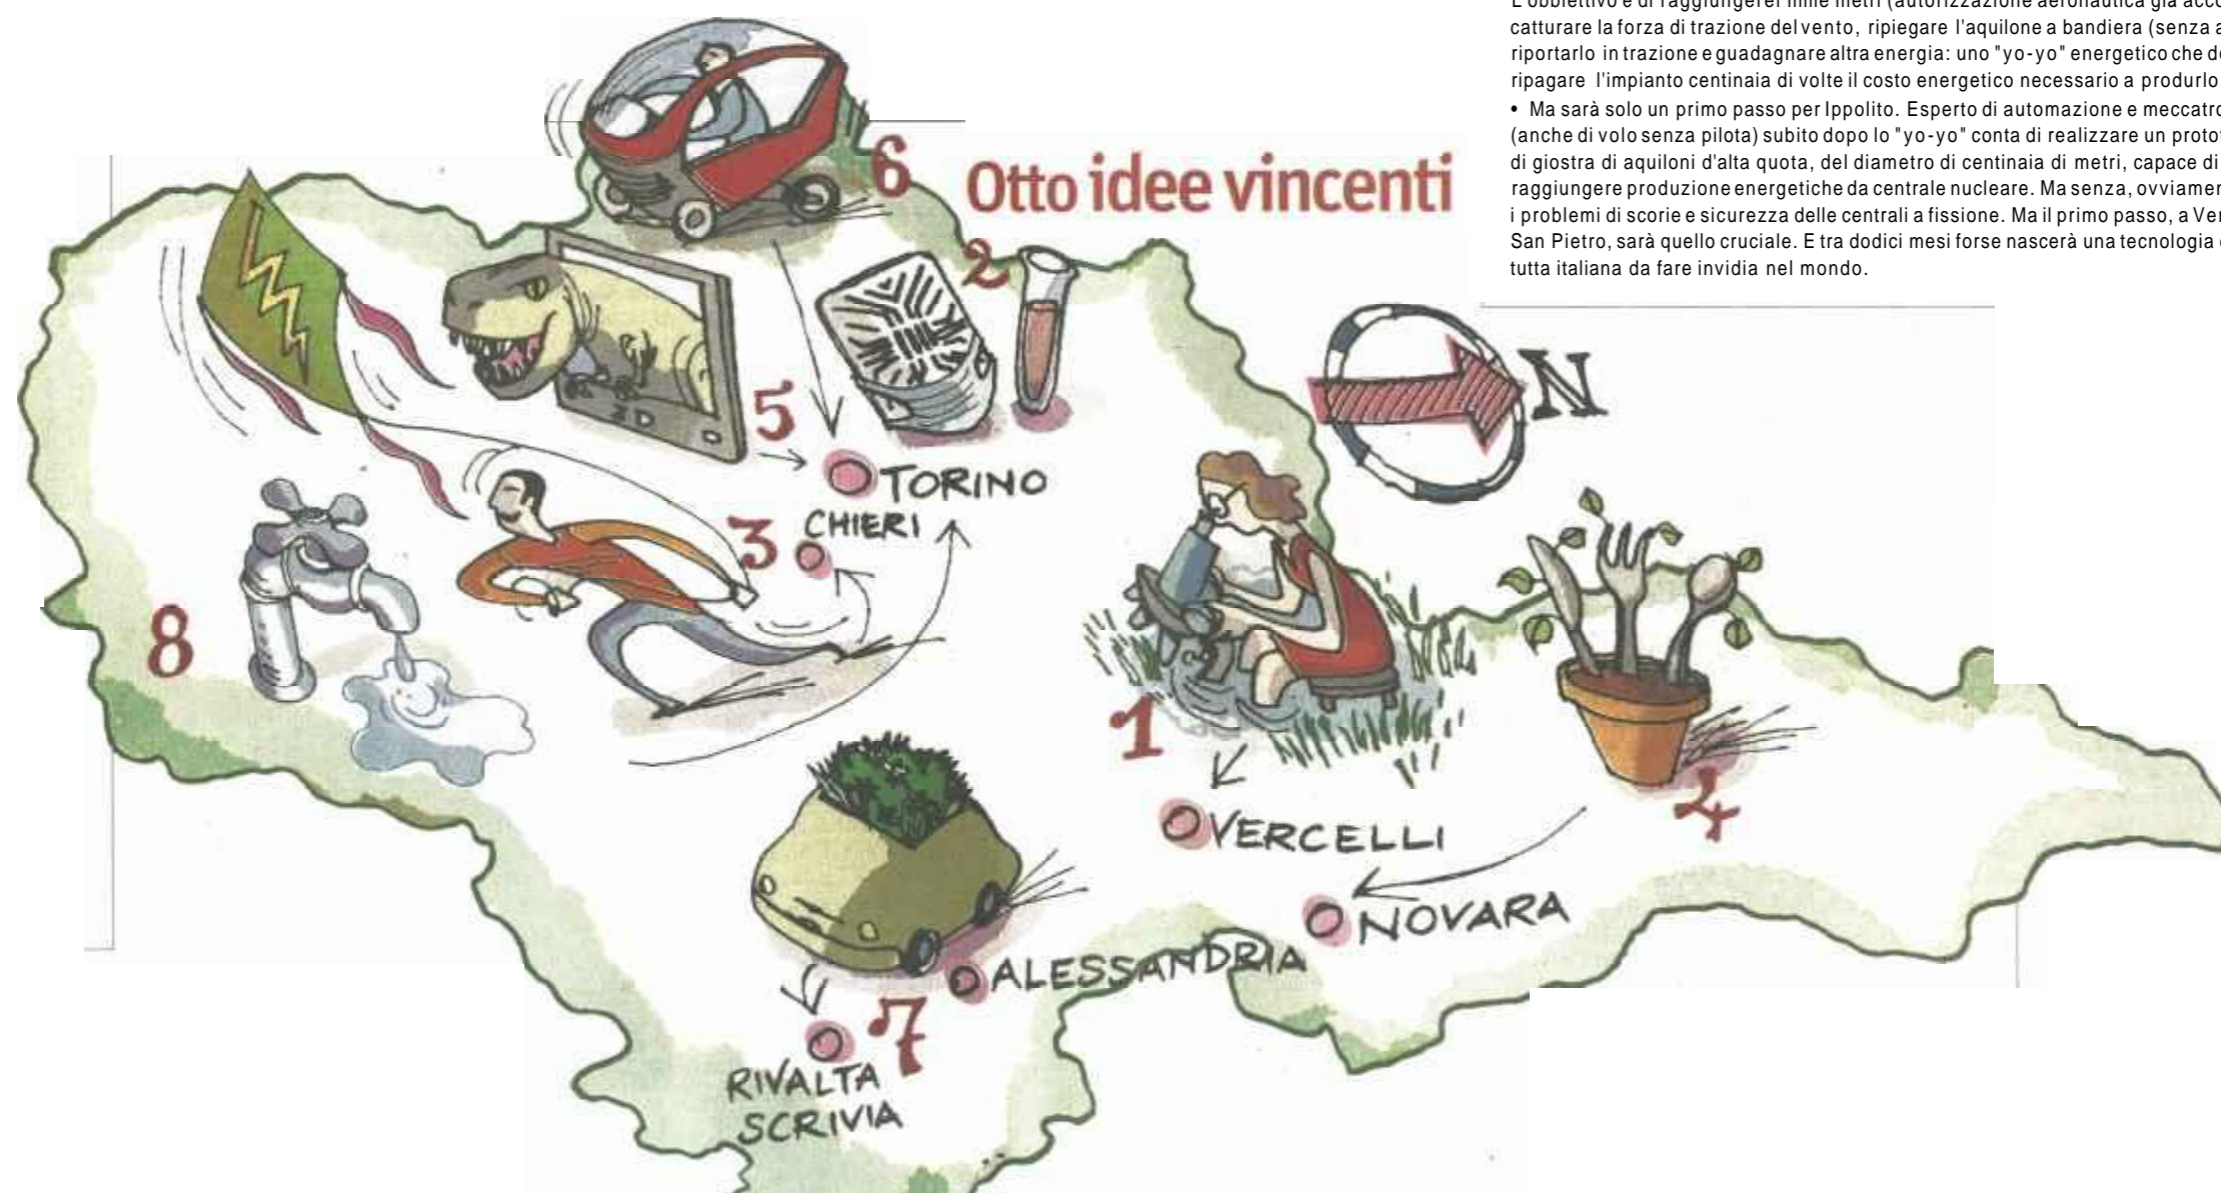 catturare la forza di trazione del vento, ripiegare l'aquilone a bandiera (senza
riportarlo in trazione e guadagnare altra energia: uno "yo-yo" energetico che
ripagare l'impianto centinaia di volte il costo energetico necessario a produrlo
• Ma sarà solo un primo passo per Ippolito. Esperto di automazione e
(anche di volo senza pilota) subito dopo lo "yo-yo" conta di realizzare un
di giostra di aquiloni d'alta quota, del diametro di centinaia di metri, capace di
raggiungere produzione energetiche da centrale nucleare. Ma senza,
i problemi di scorie e sicurezza delle centrali a fissione. Ma il primo passo, a
San Pietro, sarà quello cruciale. E tra dodici mesi forse nascerà una tecnologia
tutta italiana da fare invidia nel mondo.
6
Otto idee vincenti
2
N
5
3D
TORINO
3
CHIERI
8
1
4
VERCELLI
NOVARA
ALESSANDRIA
7
RIVALTA
SCRIVIA